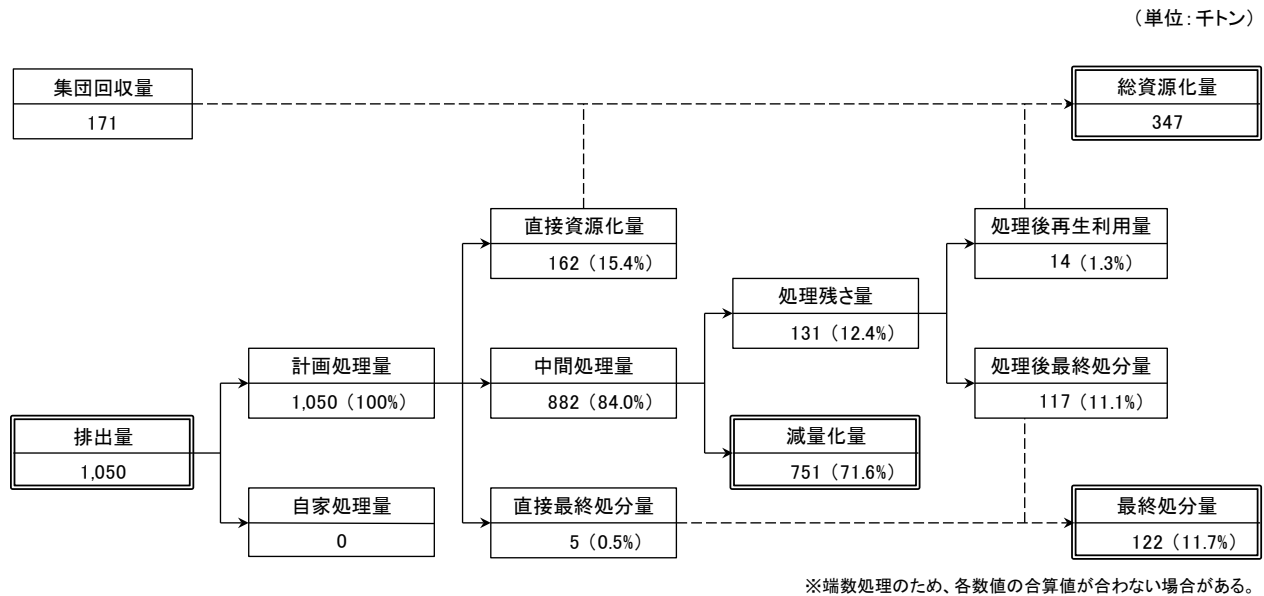 （単位：千トン）
集団回収量
171
総資源化量
347
直接資源化量
162（15.4%）
処理後再生利用量
14（1.3%）
処理残さ量
131（12.4%）
計画処理量
1,050（100%）
中間処理量
882（84.0%）
処理後最終処分量
117（11.1%）
排出量
1,050
減量化量
751（71.6%）
自家処理量
0
直接最終処分量
5（0.5%）
最終処分量
122（11.7%）
※端数処理のため、各数値の合算値が合わない場合がある。